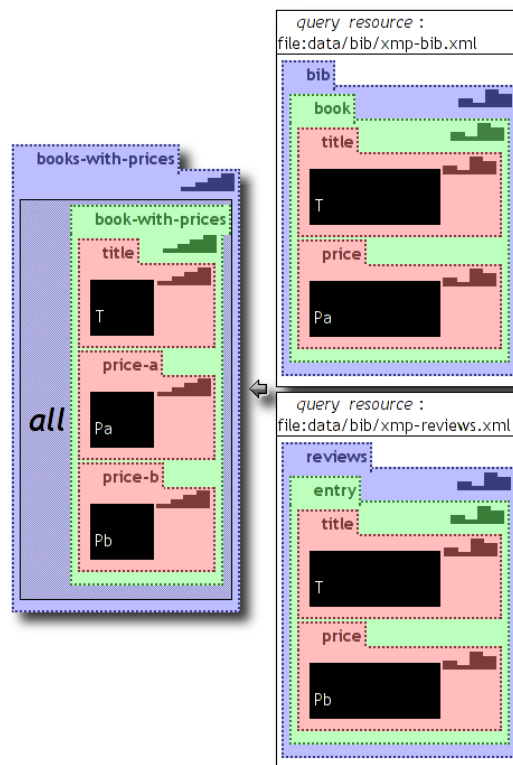 books-with-prices
book-with-prices
title
T
price-a
Pa
price-b
Pb
all
query resource :
file:data/bib/xmp-bib.xml
bib
book
title
T
price
Pa
query resource :
file:data/bib/xmp-reviews.xml
reviews
entry
title
T
price
Pb